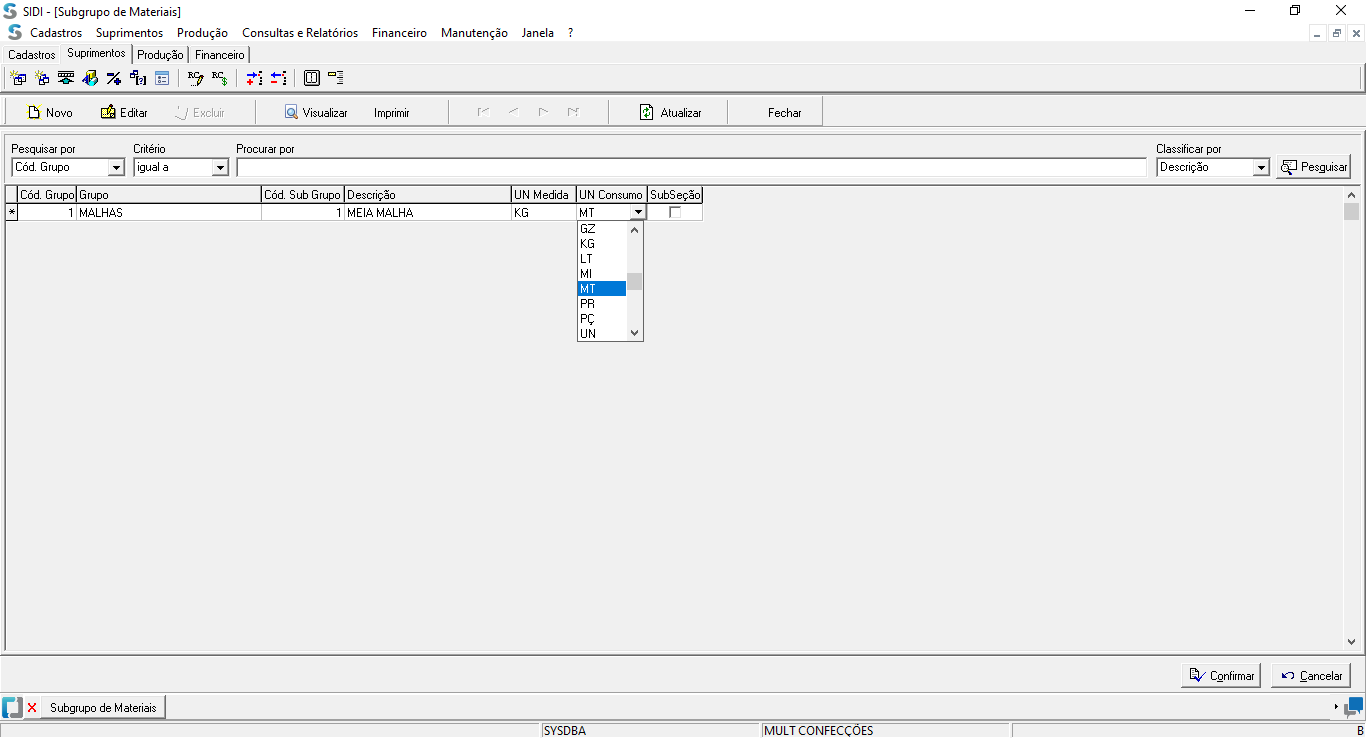 SIDI - [Subgrupo de Materiais]
Cadastros Suprimentos Produção Consultas e Relatórios Financeiro Manutenção Janela ?
Cadastros Suprimentos Produção Financeiro
Novo Editar Excluir Visualizar Imprimir Atualizar Fechar
Pesquisar por Critério Procurar por Classificar por
Cód. Grupo igual a Descrição Pesquisar
Cód. Grupo Grupo Cód. Sub Grupo Descrição UN Medida UN Consumo SubSeção
* 1 MALHAS 1 MEIA MALHA KG MT
GZ
KG
LT
MI
MT
PR
PÇ
UN
Confirmar Cancelar
Subgrupo de Materiais
SYSDBA MULT CONFECÇÕES B